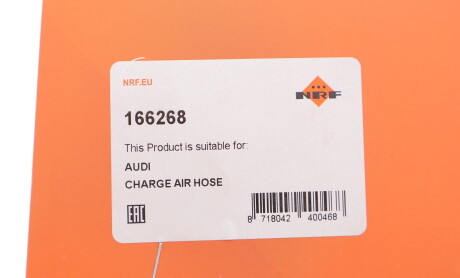 NRF.EU
NRF
166268
This Product is suitable for:
AUDI
CHARGE AIR HOSE
EAC
8 718042 400468